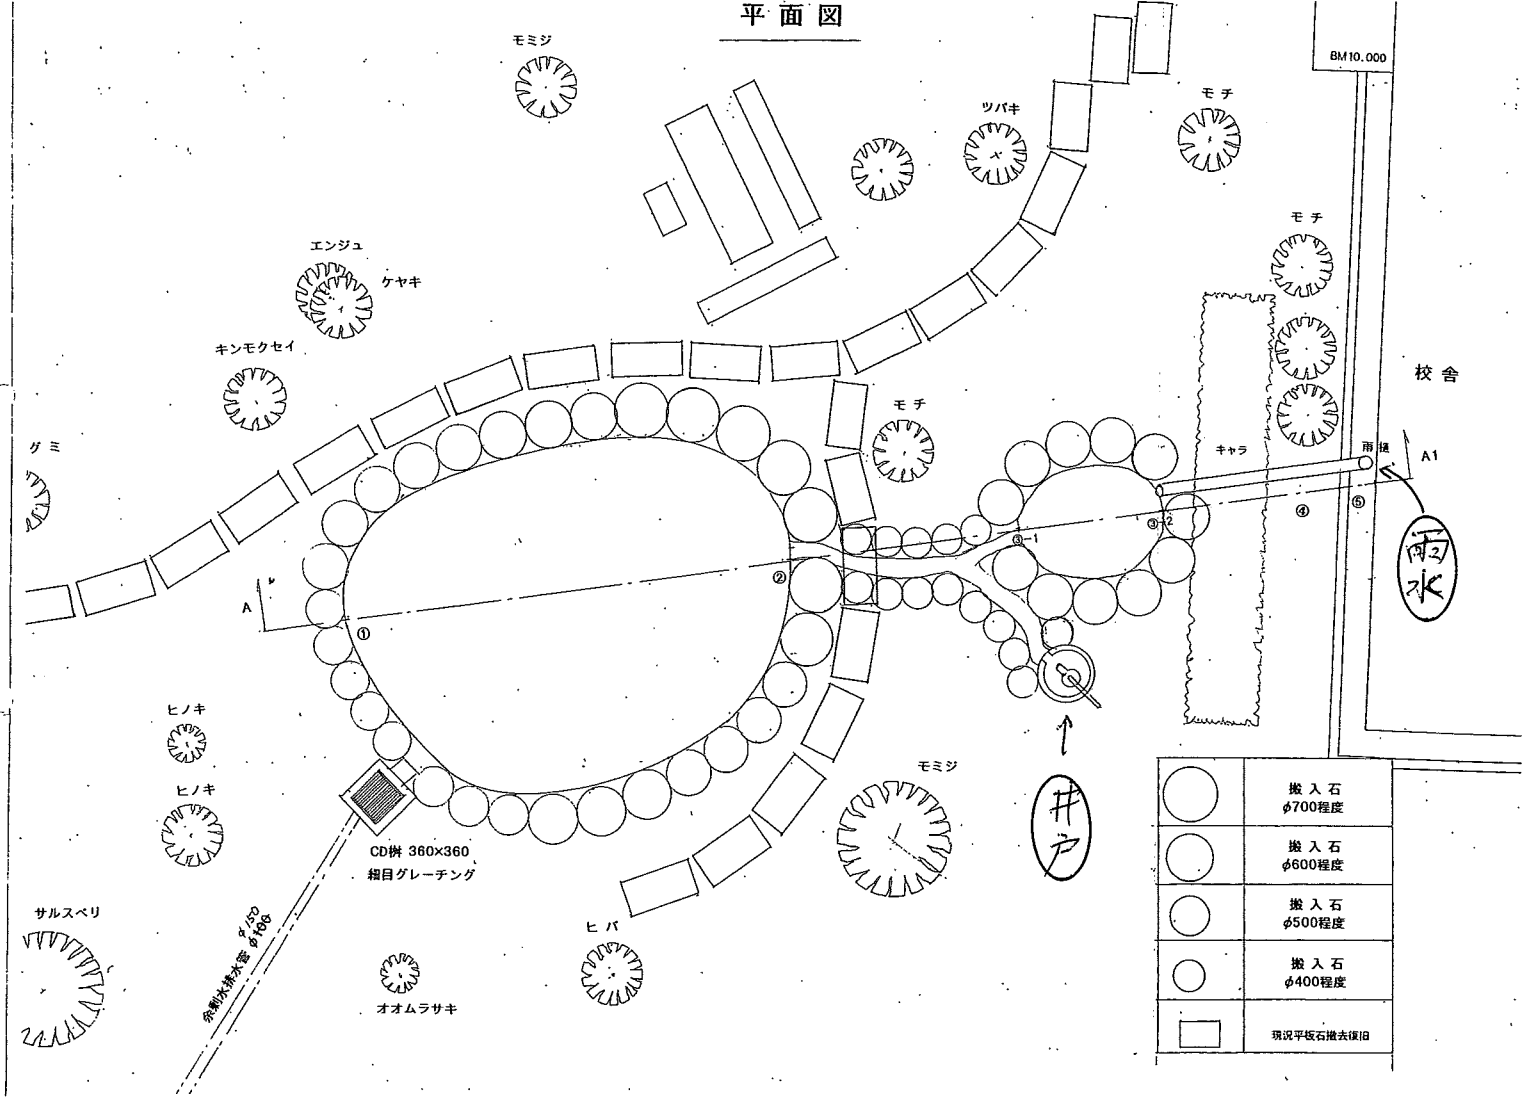 平面図
BM10.000
モミジ
ツバキ
モチ
モチ
エンジュ
ケヤキ
キンモクセイ
校舎
モチ
グミ
雨樋
A1
キャラ
④
⑤
③-2
③-1
雨水
②
A
①
ヒノキ
ヒノキ
モミジ
井戸
CD桝 360×360
細目グレーチング
搬入石
φ700程度
搬入石
φ600程度
搬入石
φ500程度
搬入石
φ400程度
現況平板石撤去復旧
サルスベリ
φ150
余剰水排水管 φ100
ヒバ
オオムラサキ